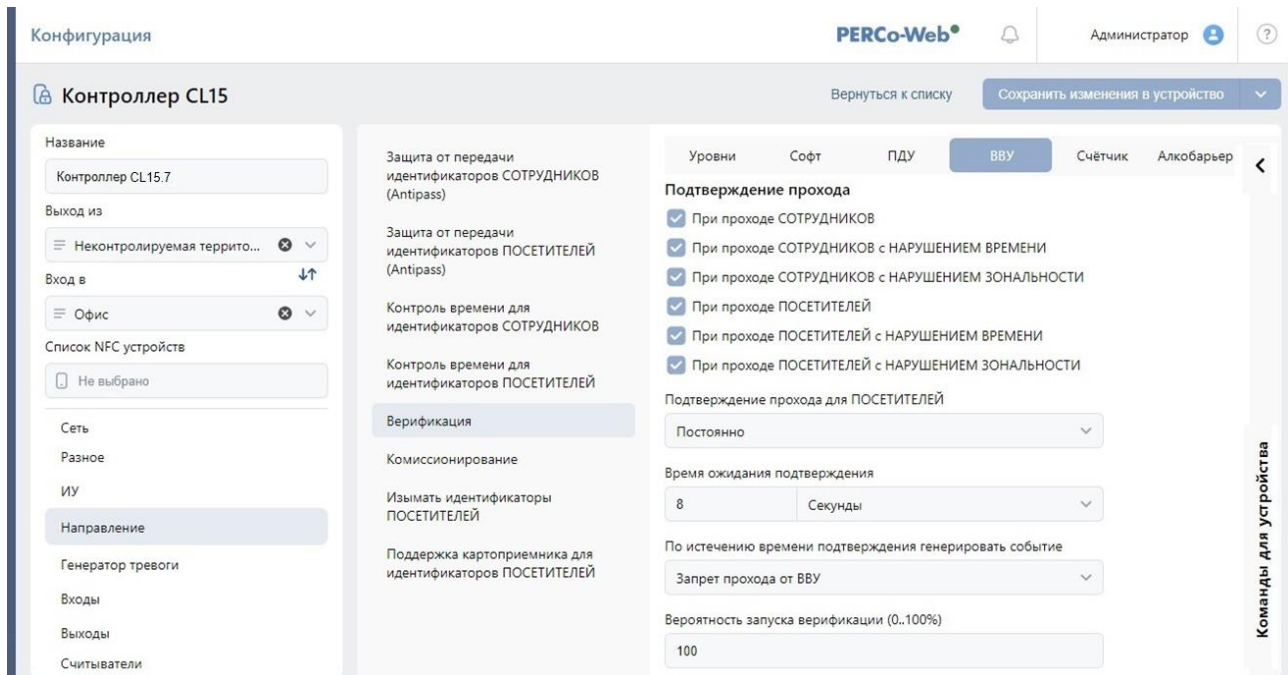 Конфигурация
PERCo-Web
Администратор
?
Контроллер CL15
Вернуться к списку
Сохранить изменения в устройство
Название
Контроллер CL15.7
Выход из
Неконтролируемая террито...
Вход в
Офис
Список NFC устройств
Не выбрано
Сеть
Разное
ИУ
Направление
Генератор тревоги
Входы
Выходы
Считыватели
Защита от передачи
идентификаторов СОТРУДНИКОВ
(Antipass)
Защита от передачи
идентификаторов ПОСЕТИТЕЛЕЙ
(Antipass)
Контроль времени для
идентификаторов СОТРУДНИКОВ
Контроль времени для
идентификаторов ПОСЕТИТЕЛЕЙ
Верификация
Комиссионирование
Изымать идентификаторы
ПОСЕТИТЕЛЕЙ
Поддержка картоприемника для
идентификаторов ПОСЕТИТЕЛЕЙ
Уровни Софт ПДУ ВВУ Счётчик Алкобарьер
Подтверждение прохода
При проходе СОТРУДНИКОВ
При проходе СОТРУДНИКОВ с НАРУШЕНИЕМ ВРЕМЕНИ
При проходе СОТРУДНИКОВ с НАРУШЕНИЕМ ЗОНАЛЬНОСТИ
При проходе ПОСЕТИТЕЛЕЙ
При проходе ПОСЕТИТЕЛЕЙ с НАРУШЕНИЕМ ВРЕМЕНИ
При проходе ПОСЕТИТЕЛЕЙ с НАРУШЕНИЕМ ЗОНАЛЬНОСТИ
Подтверждение прохода для ПОСЕТИТЕЛЕЙ
Постоянно
Время ожидания подтверждения
8 Секунды
По истечению времени подтверждения генерировать событие
Запрет прохода от ВВУ
Вероятность запуска верификации (0..100%)
100
Команды для устройства